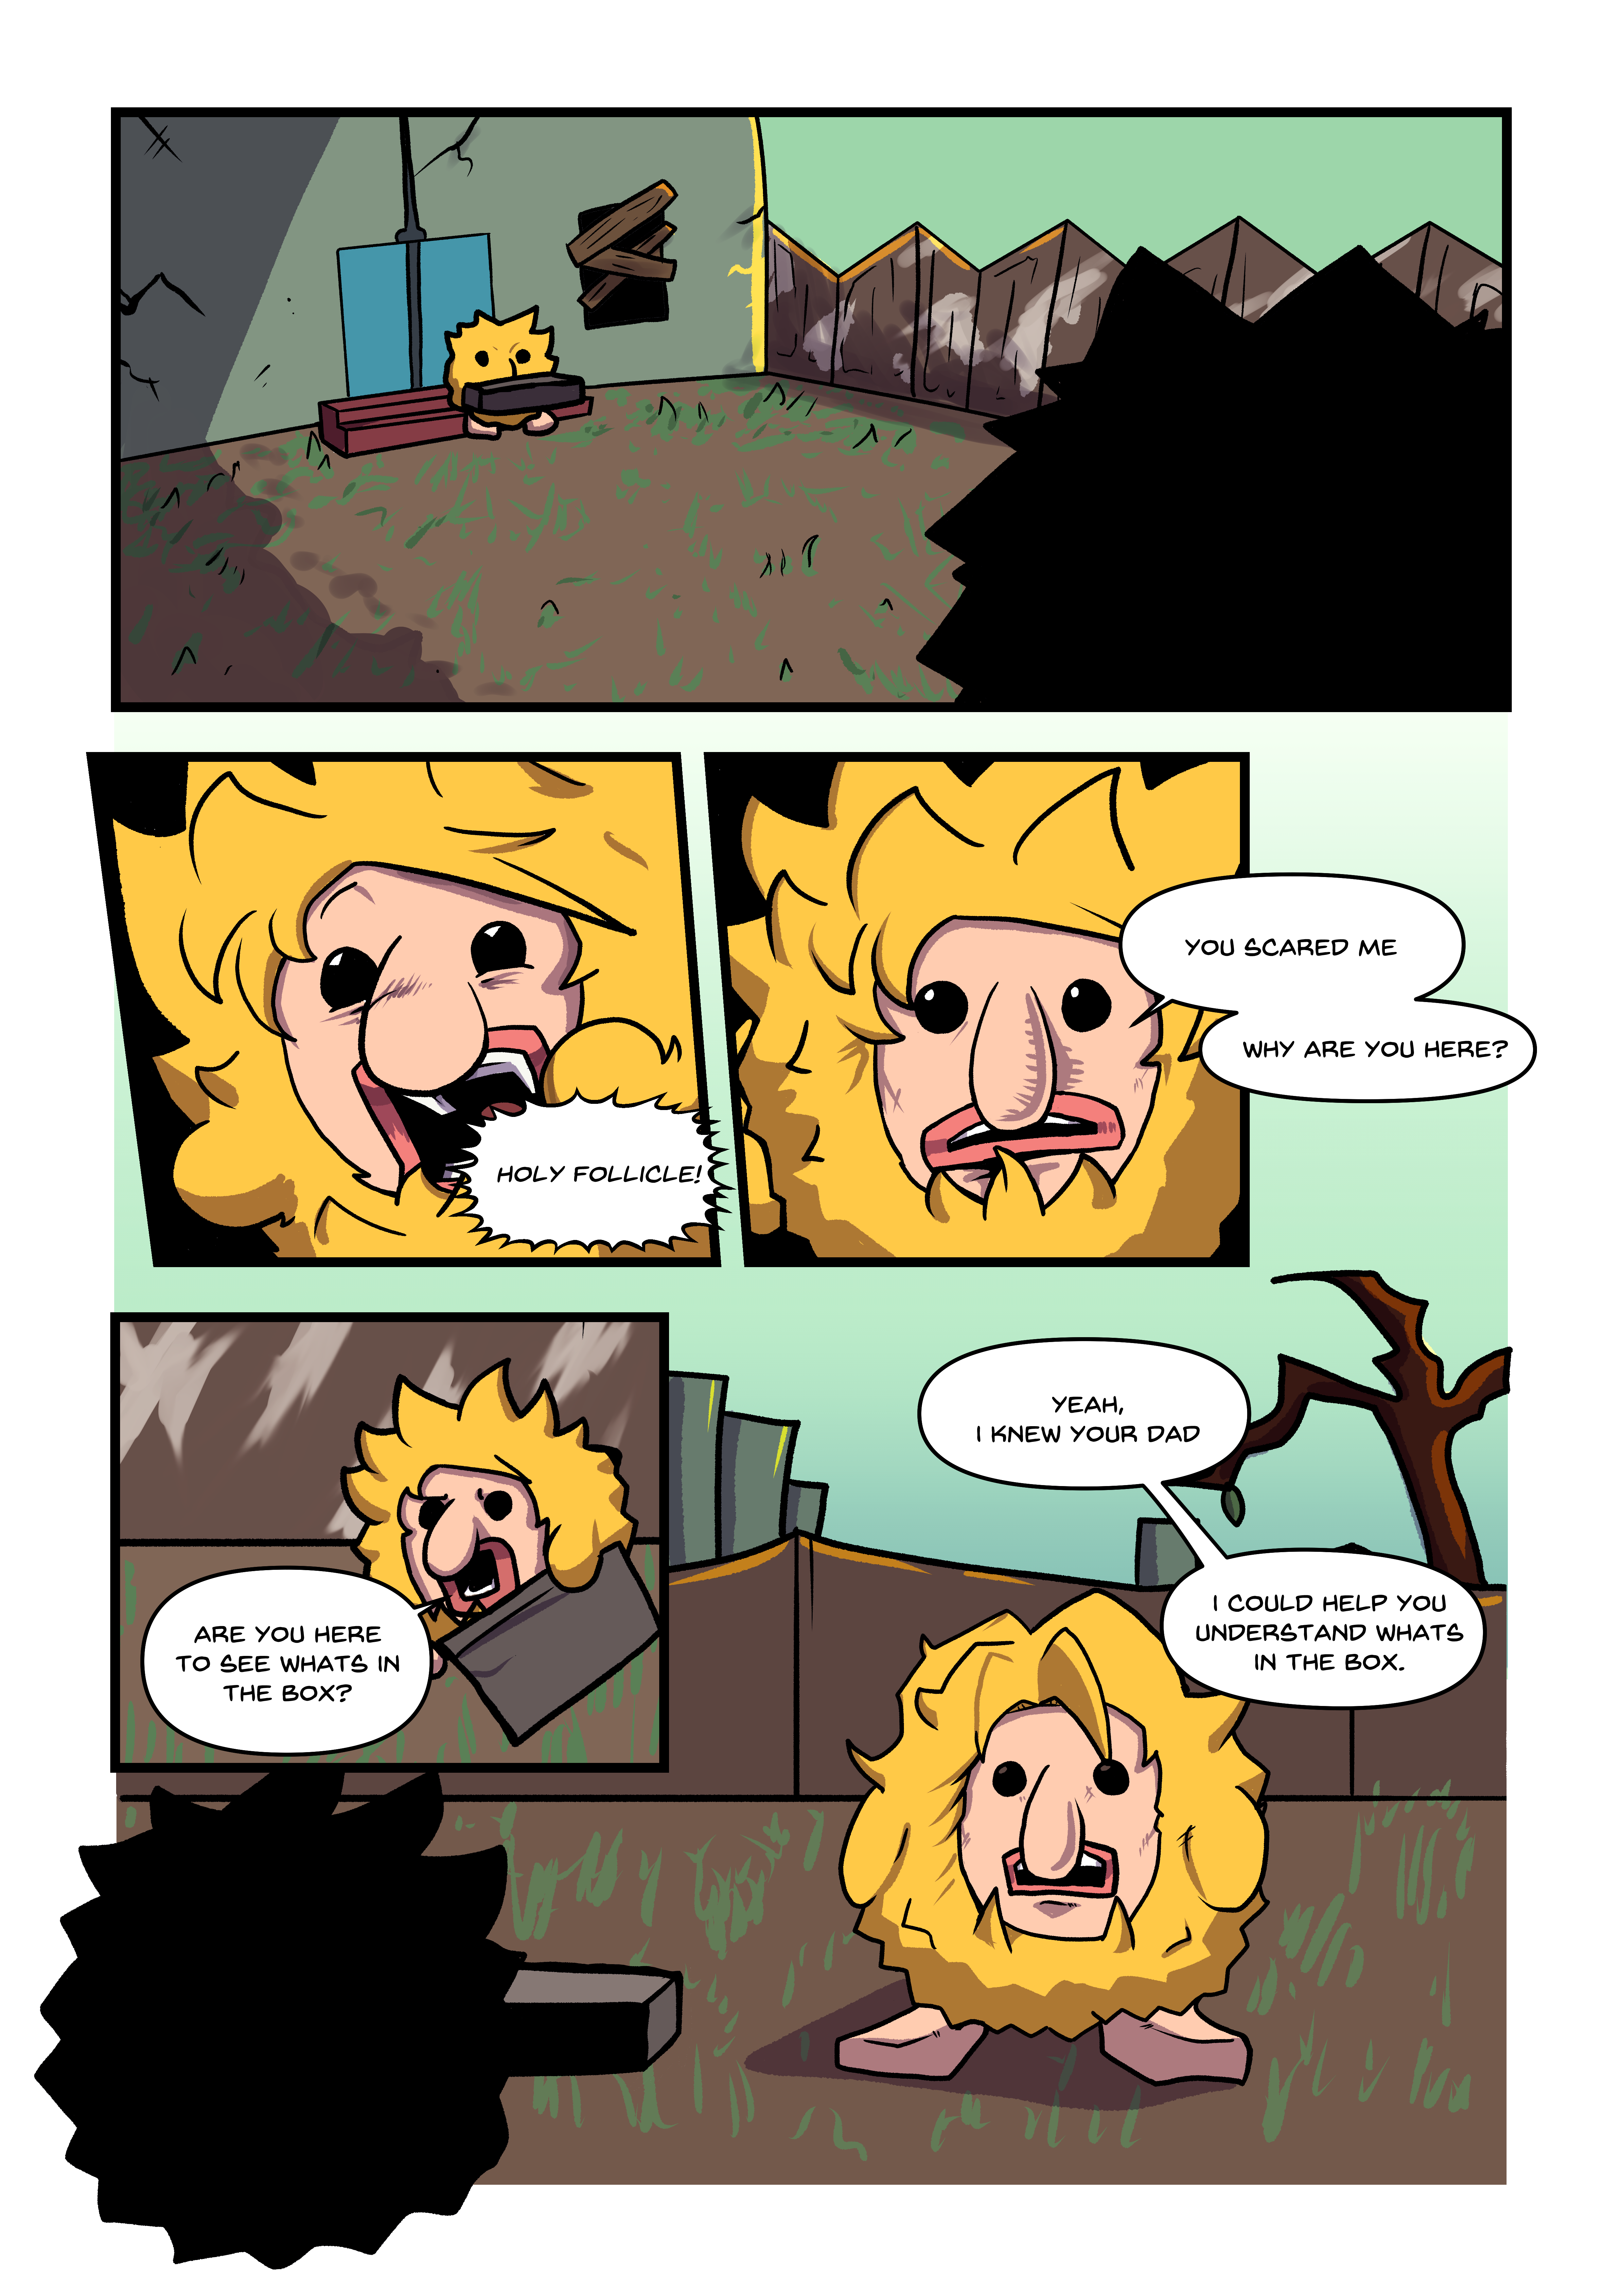 HOLY FOLLICLE!
YOU SCARED ME
WHY ARE YOU HERE?
ARE YOU HERE
TO SEE WHATS IN
THE BOX?
YEAH,
I KNEW YOUR DAD
I COULD HELP YOU
UNDERSTAND WHATS
IN THE BOX.